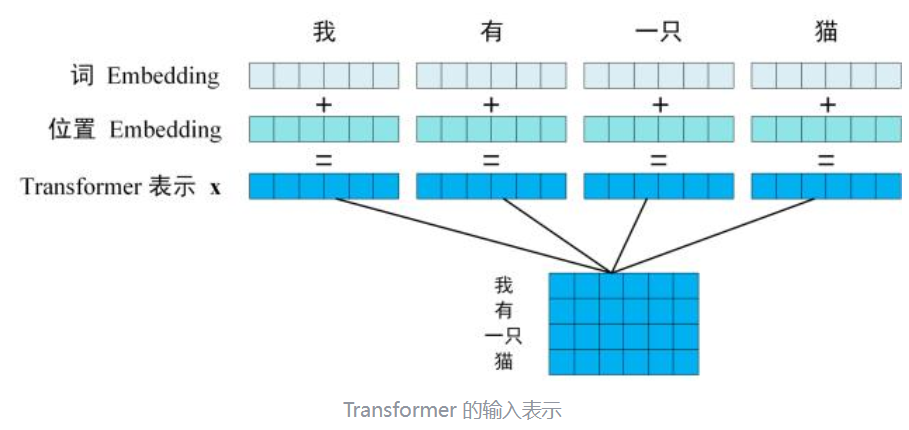 我 有 一只 猫
词 Embedding
+ + + +
位置 Embedding
= = = =
Transformer 表示 x
我
有
一只
猫
Transformer 的输入表示